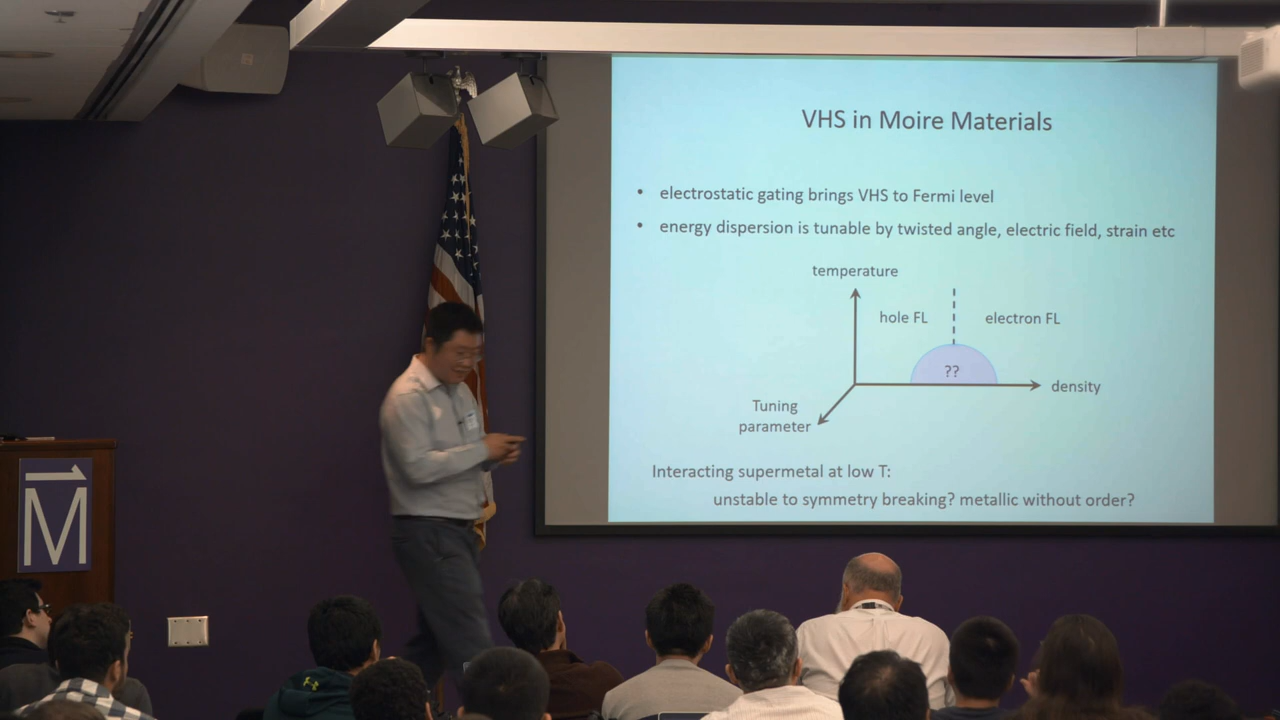 VHS in Moire Materials
• electrostatic gating brings VHS to Fermi level
• energy dispersion is tunable by twisted angle, electric field, strain etc
temperature
hole FL
electron FL
??
density
Tuning
parameter
Interacting supermetal at low T:
unstable to symmetry breaking? metallic without order?
M